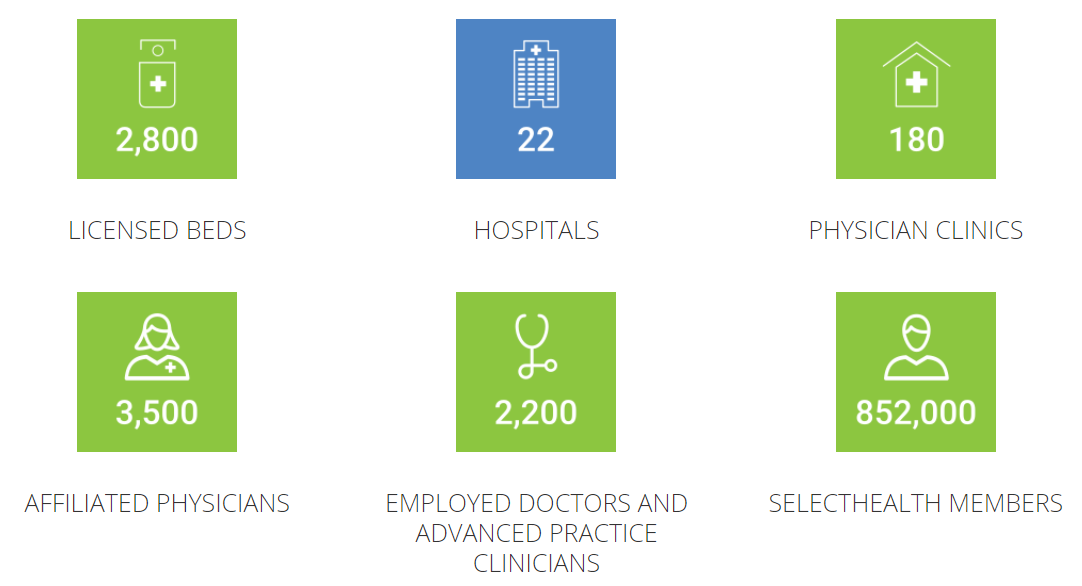 2,800
22
180
LICENSED BEDS
HOSPITALS
PHYSICIAN CLINICS
3,500
2,200
852,000
AFFILIATED PHYSICIANS
EMPLOYED DOCTORS AND
ADVANCED PRACTICE
CLINICIANS
SELECTHEALTH MEMBERS